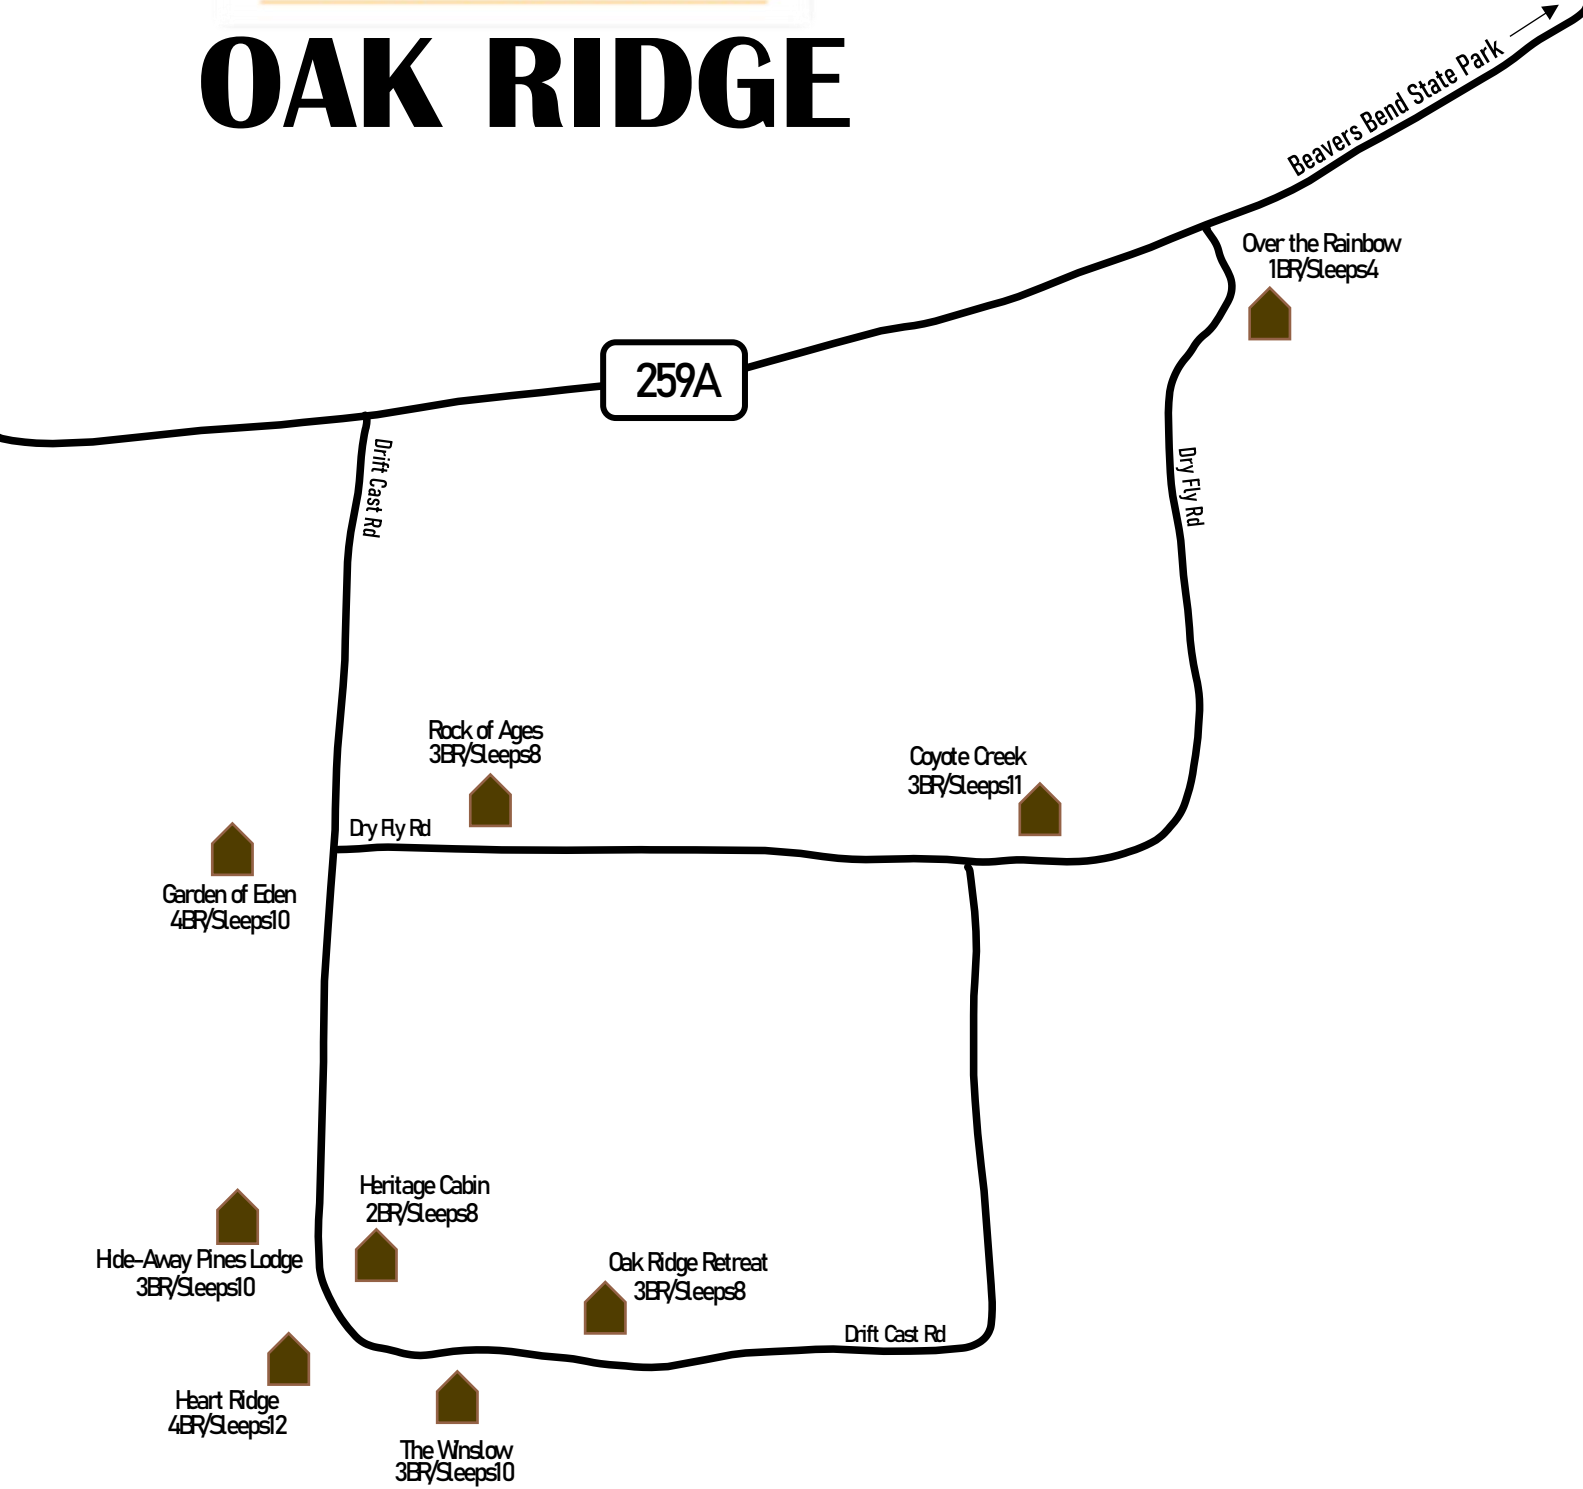 OAK RIDGE
Beavers Bend State Park
Over the Rainbow
1BR/Sleeps4
259A
Drift Cast Rd
Dry Fly Rd
Rock of Ages
3BR/Sleeps8
Coyote Creek
3BR/Sleeps11
Dry Fly Rd
Garden of Eden
4BR/Sleeps10
Heritage Cabin
2BR/Sleeps8
Hide-Away Pines Lodge
3BR/Sleeps10
Oak Ridge Retreat
3BR/Sleeps8
Drift Cast Rd
Heart Ridge
4BR/Sleeps12
The Winslow
3BR/Sleeps10